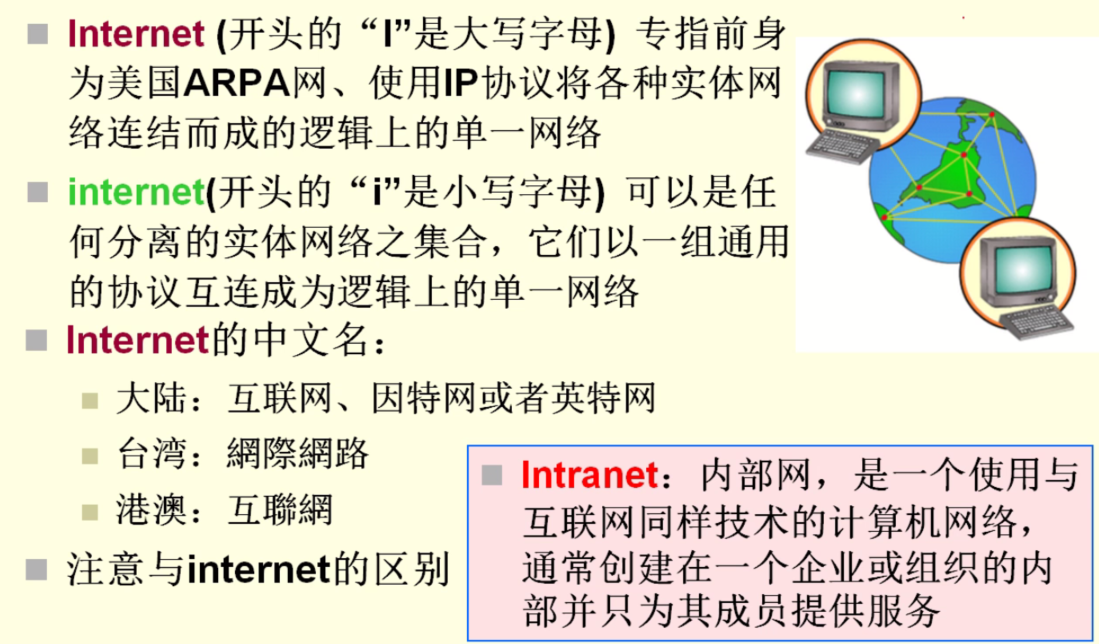 Internet (开头的“I”是大写字母) 专指前身
为美国ARPA网、使用IP协议将各种实体网
络连结而成的逻辑上的单一网络
internet(开头的“i”是小写字母) 可以是任
何分离的实体网络之集合，它们以一组通用
的协议互连成为逻辑上的单一网络
Internet的中文名：
大陆：互联网、因特网或者英特网
台湾：網際網路
港澳：互聯網
注意与internet的区别
Intranet：内部网，是一个使用与
互联网同样技术的计算机网络，
通常创建在一个企业或组织的内
部并只为其成员提供服务